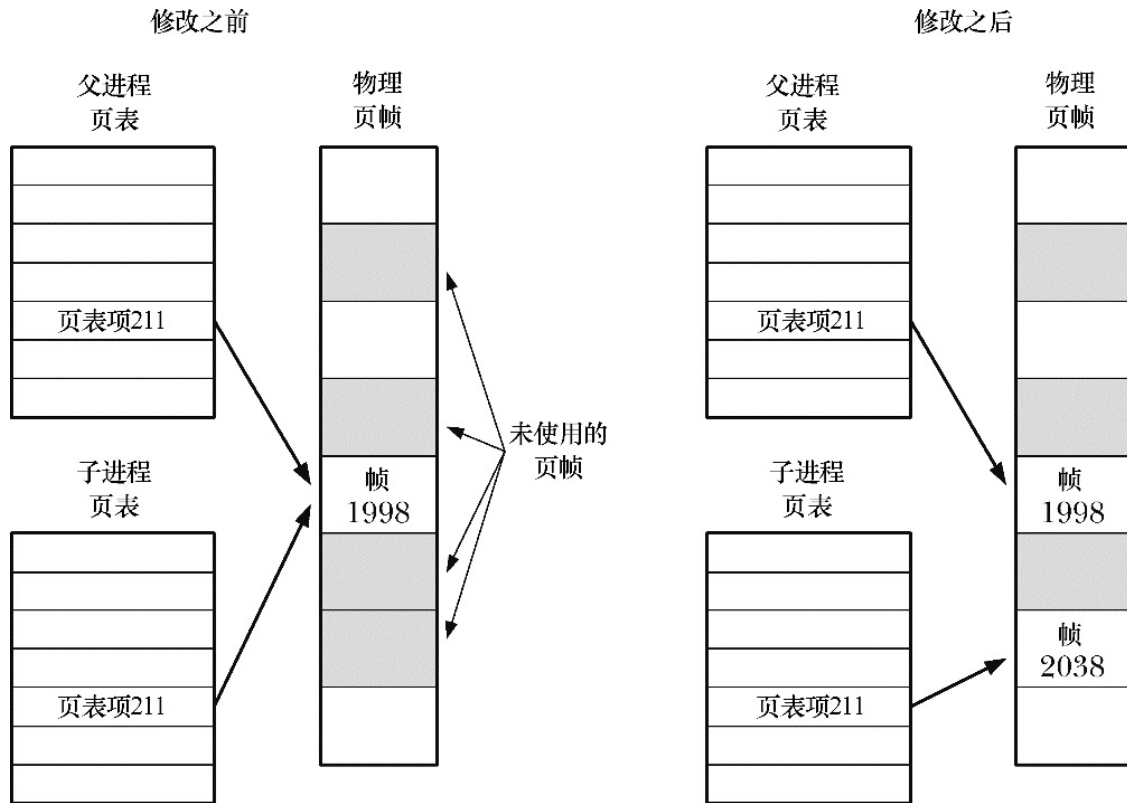 修改之前
父进程
页表
物理
页帧
页表项211
子进程
页表
帧
1998
未使用的
页帧
页表项211
修改之后
父进程
页表
物理
页帧
页表项211
子进程
页表
帧
1998
帧
2038
页表项211